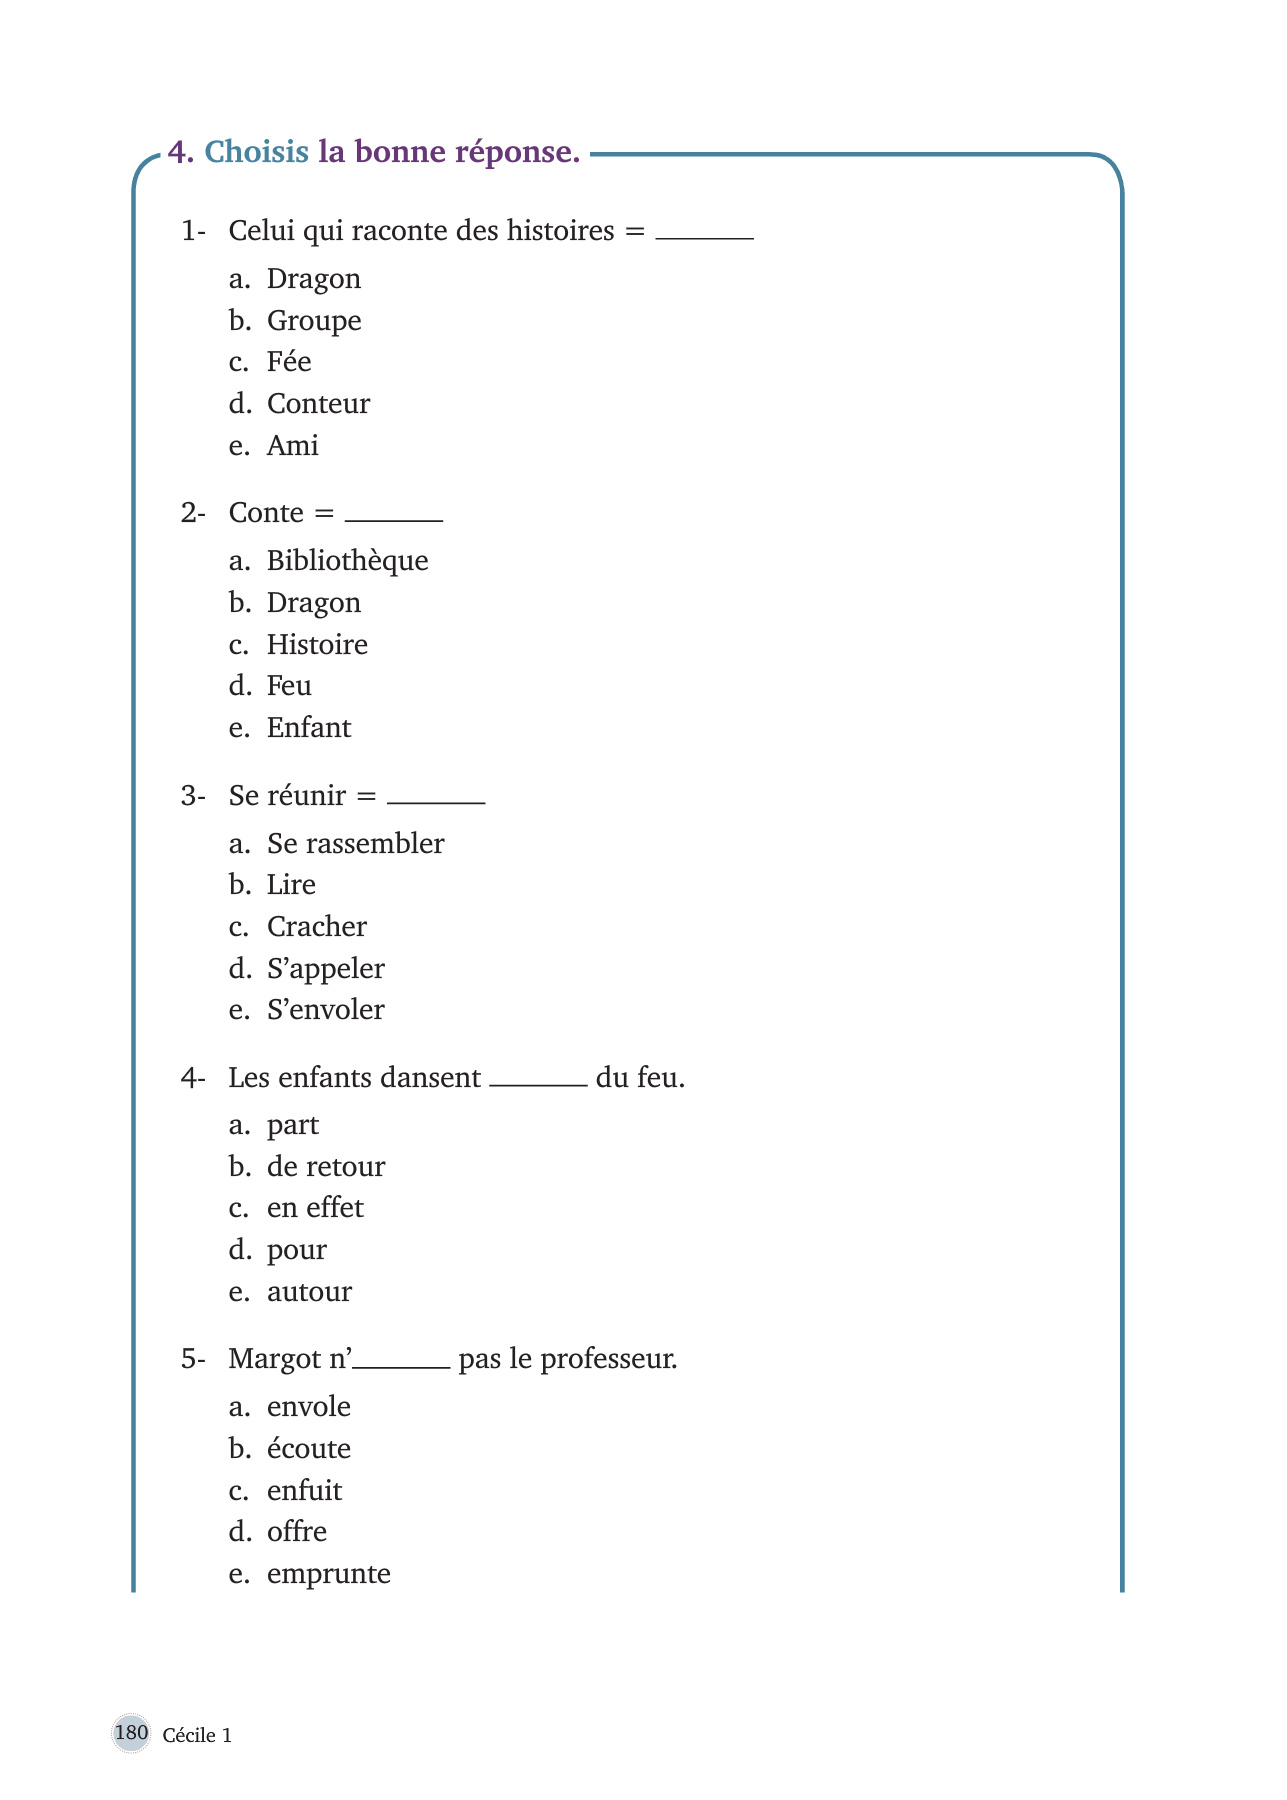 4. Choisis la bonne réponse.
1- Celui qui raconte des histoires = _______
a. Dragon
b. Groupe
c. Fée
d. Conteur
e. Ami
2- Conte = _______
a. Bibliothèque
b. Dragon
c. Histoire
d. Feu
e. Enfant
3- Se réunir = _______
a. Se rassembler
b. Lire
c. Cracher
d. S’appeler
e. S’envoler
4- Les enfants dansent _______ du feu.
a. part
b. de retour
c. en effet
d. pour
e. autour
5- Margot n’_______ pas le professeur.
a. envole
b. écoute
c. enfuit
d. offre
e. emprunte
180 Cécile 1